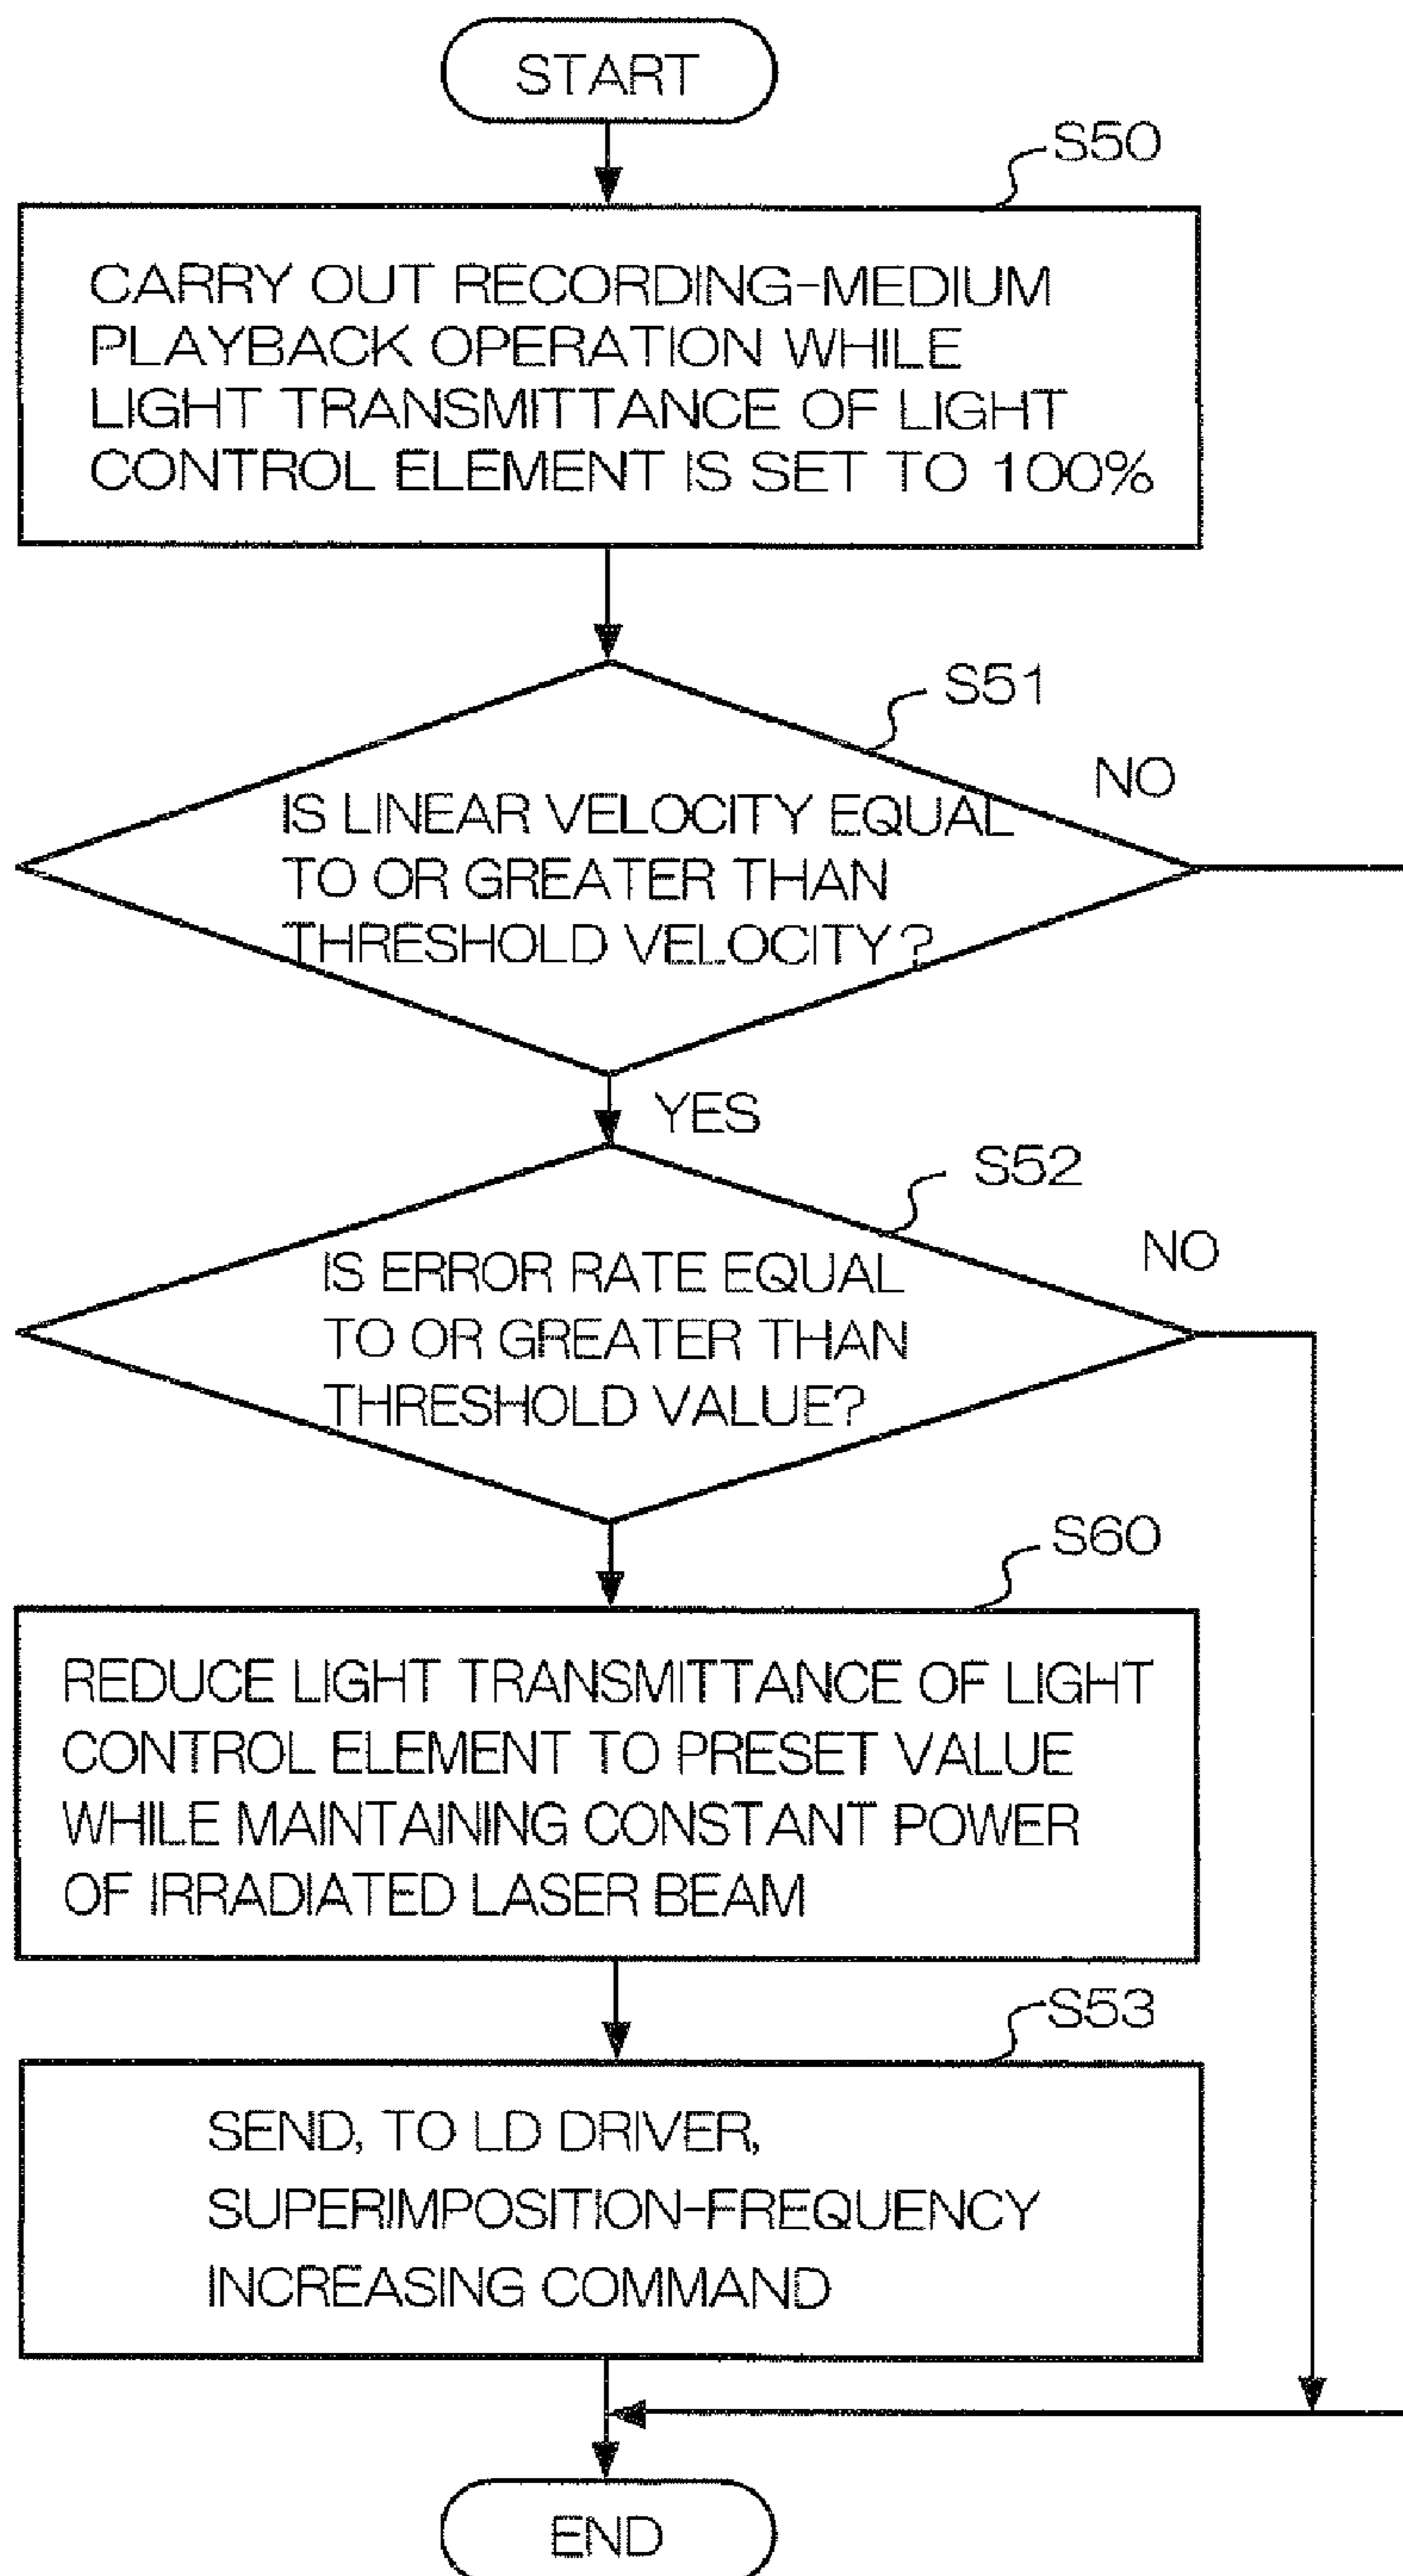 START
S50
CARRY OUT RECORDING-MEDIUM
PLAYBACK OPERATION WHILE
LIGHT TRANSMITTANCE OF LIGHT
CONTROL ELEMENT IS SET TO 100%
S51
NO
IS LINEAR VELOCITY EQUAL
TO OR GREATER THAN
THRESHOLD VELOCITY?
YES
S52
NO
IS ERROR RATE EQUAL
TO OR GREATER THAN
THRESHOLD VALUE?
S60
REDUCE LIGHT TRANSMITTANCE OF LIGHT
CONTROL ELEMENT TO PRESET VALUE
WHILE MAINTAINING CONSTANT POWER
OF IRRADIATED LASER BEAM
S53
SEND, TO LD DRIVER,
SUPERIMPOSITION-FREQUENCY
INCREASING COMMAND
END